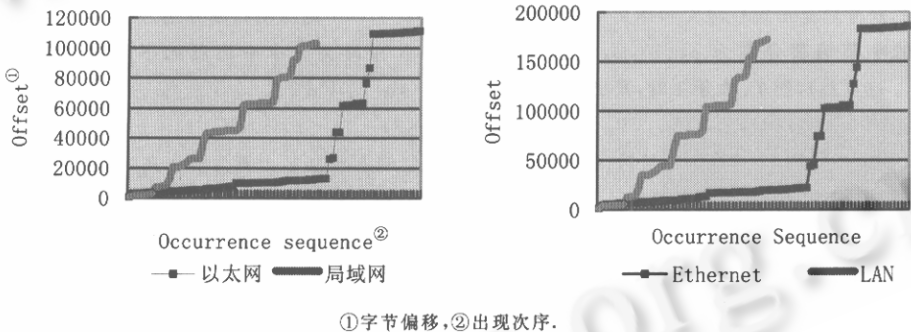 120000
100000
80000
60000
40000
20000
0
Offset①
Occurrence sequence②
以太网 局域网
200000
150000
100000
50000
0
Offset
Occurrence Sequence
Ethernet LAN
①字节偏移,②出现次序.